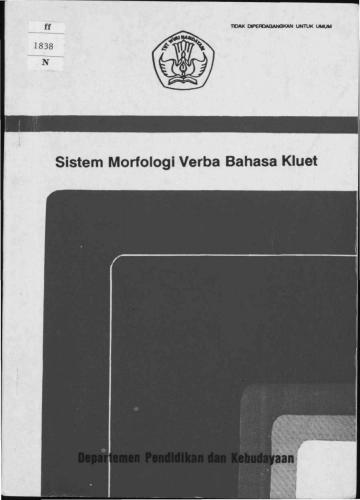 ff
1838
N
TIDAK DIPERDAGANGKAN UNTUK UMUM
TUT WURI HANDAYANI
Sistem Morfologi Verba Bahasa Kluet
Departemen Pendidikan dan Kebudayaan